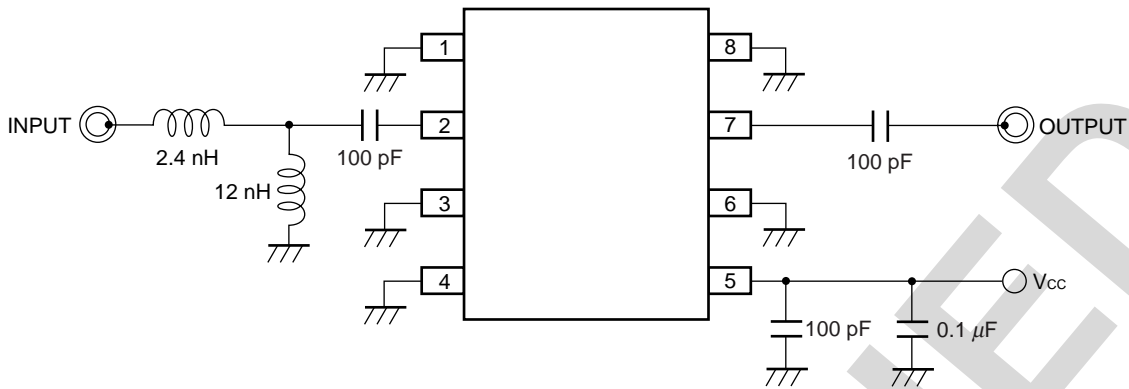 1
8
INPUT
2.4 nH
100 pF
2
7
100 pF
OUTPUT
12 nH
3
6
4
5
VCC
100 pF
0.1 μF